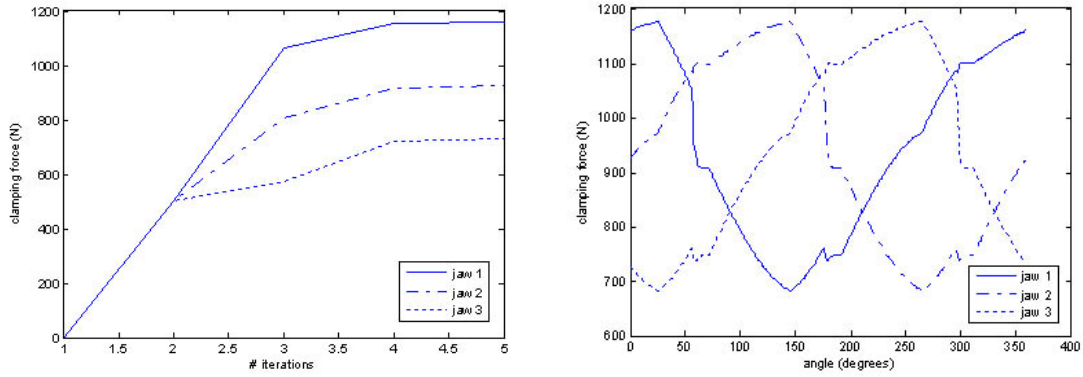 1200
1000
800
600
400
200
0
clamping force (N)
jaw 1
jaw 2
jaw 3
1 1.5 2 2.5 3 3.5 4 4.5 5
# iterations
1200
1100
1000
900
800
700
600
clamping force (N)
jaw 1
jaw 2
jaw 3
0 50 100 150 200 250 300 350 400
angle (degrees)